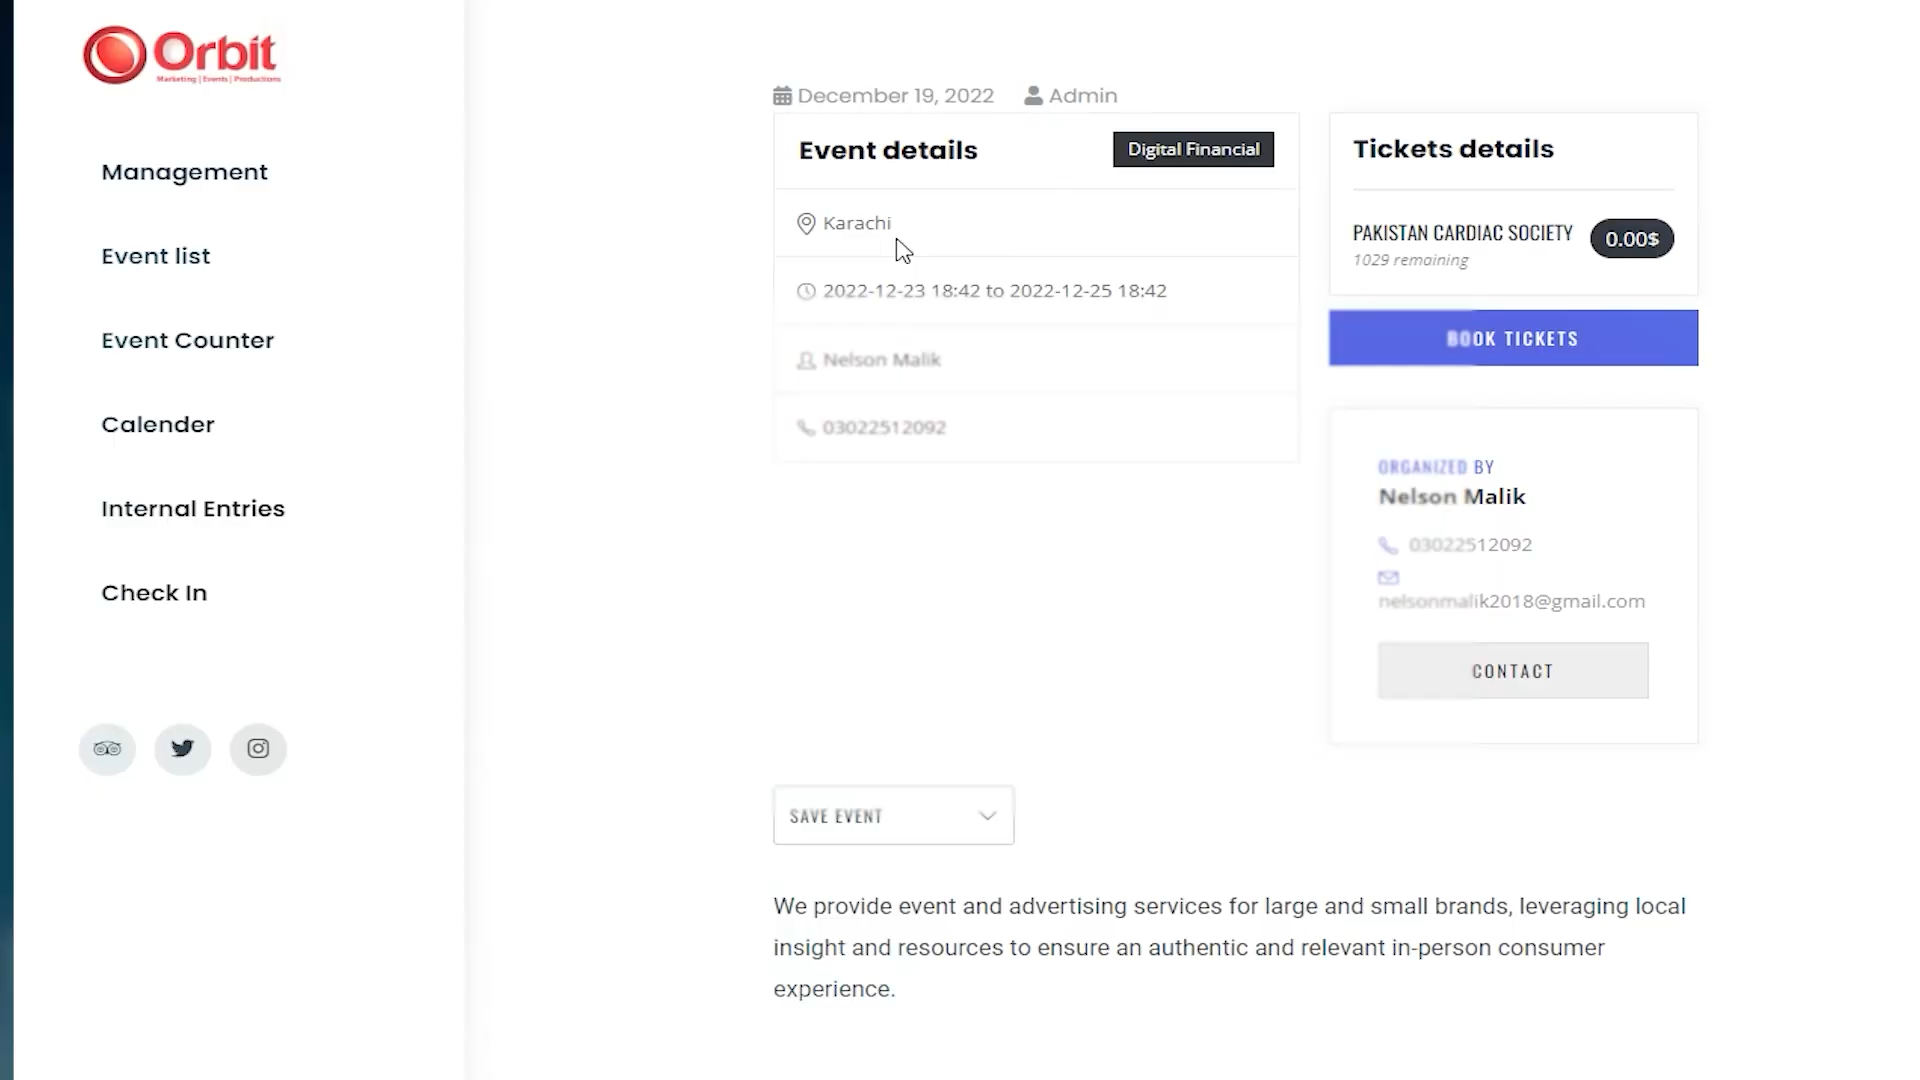 Orbit
Marketing | Events | Productions
Management
Event list
Event Counter
Calender
Internal Entries
Check In
December 19, 2022 Admin
Event details Digital Financial
Karachi
2022-12-23 18:42 to 2022-12-25 18:42
Nelson Malik
03022512092
Tickets details
PAKISTAN CARDIAC SOCIETY 0.00$
1029 remaining
BOOK TICKETS
ORGANIZED BY
Nelson Malik
03022512092
nelsonmalik2018@gmail.com
CONTACT
SAVE EVENT
We provide event and advertising services for large and small brands, leveraging local
insight and resources to ensure an authentic and relevant in-person consumer
experience.